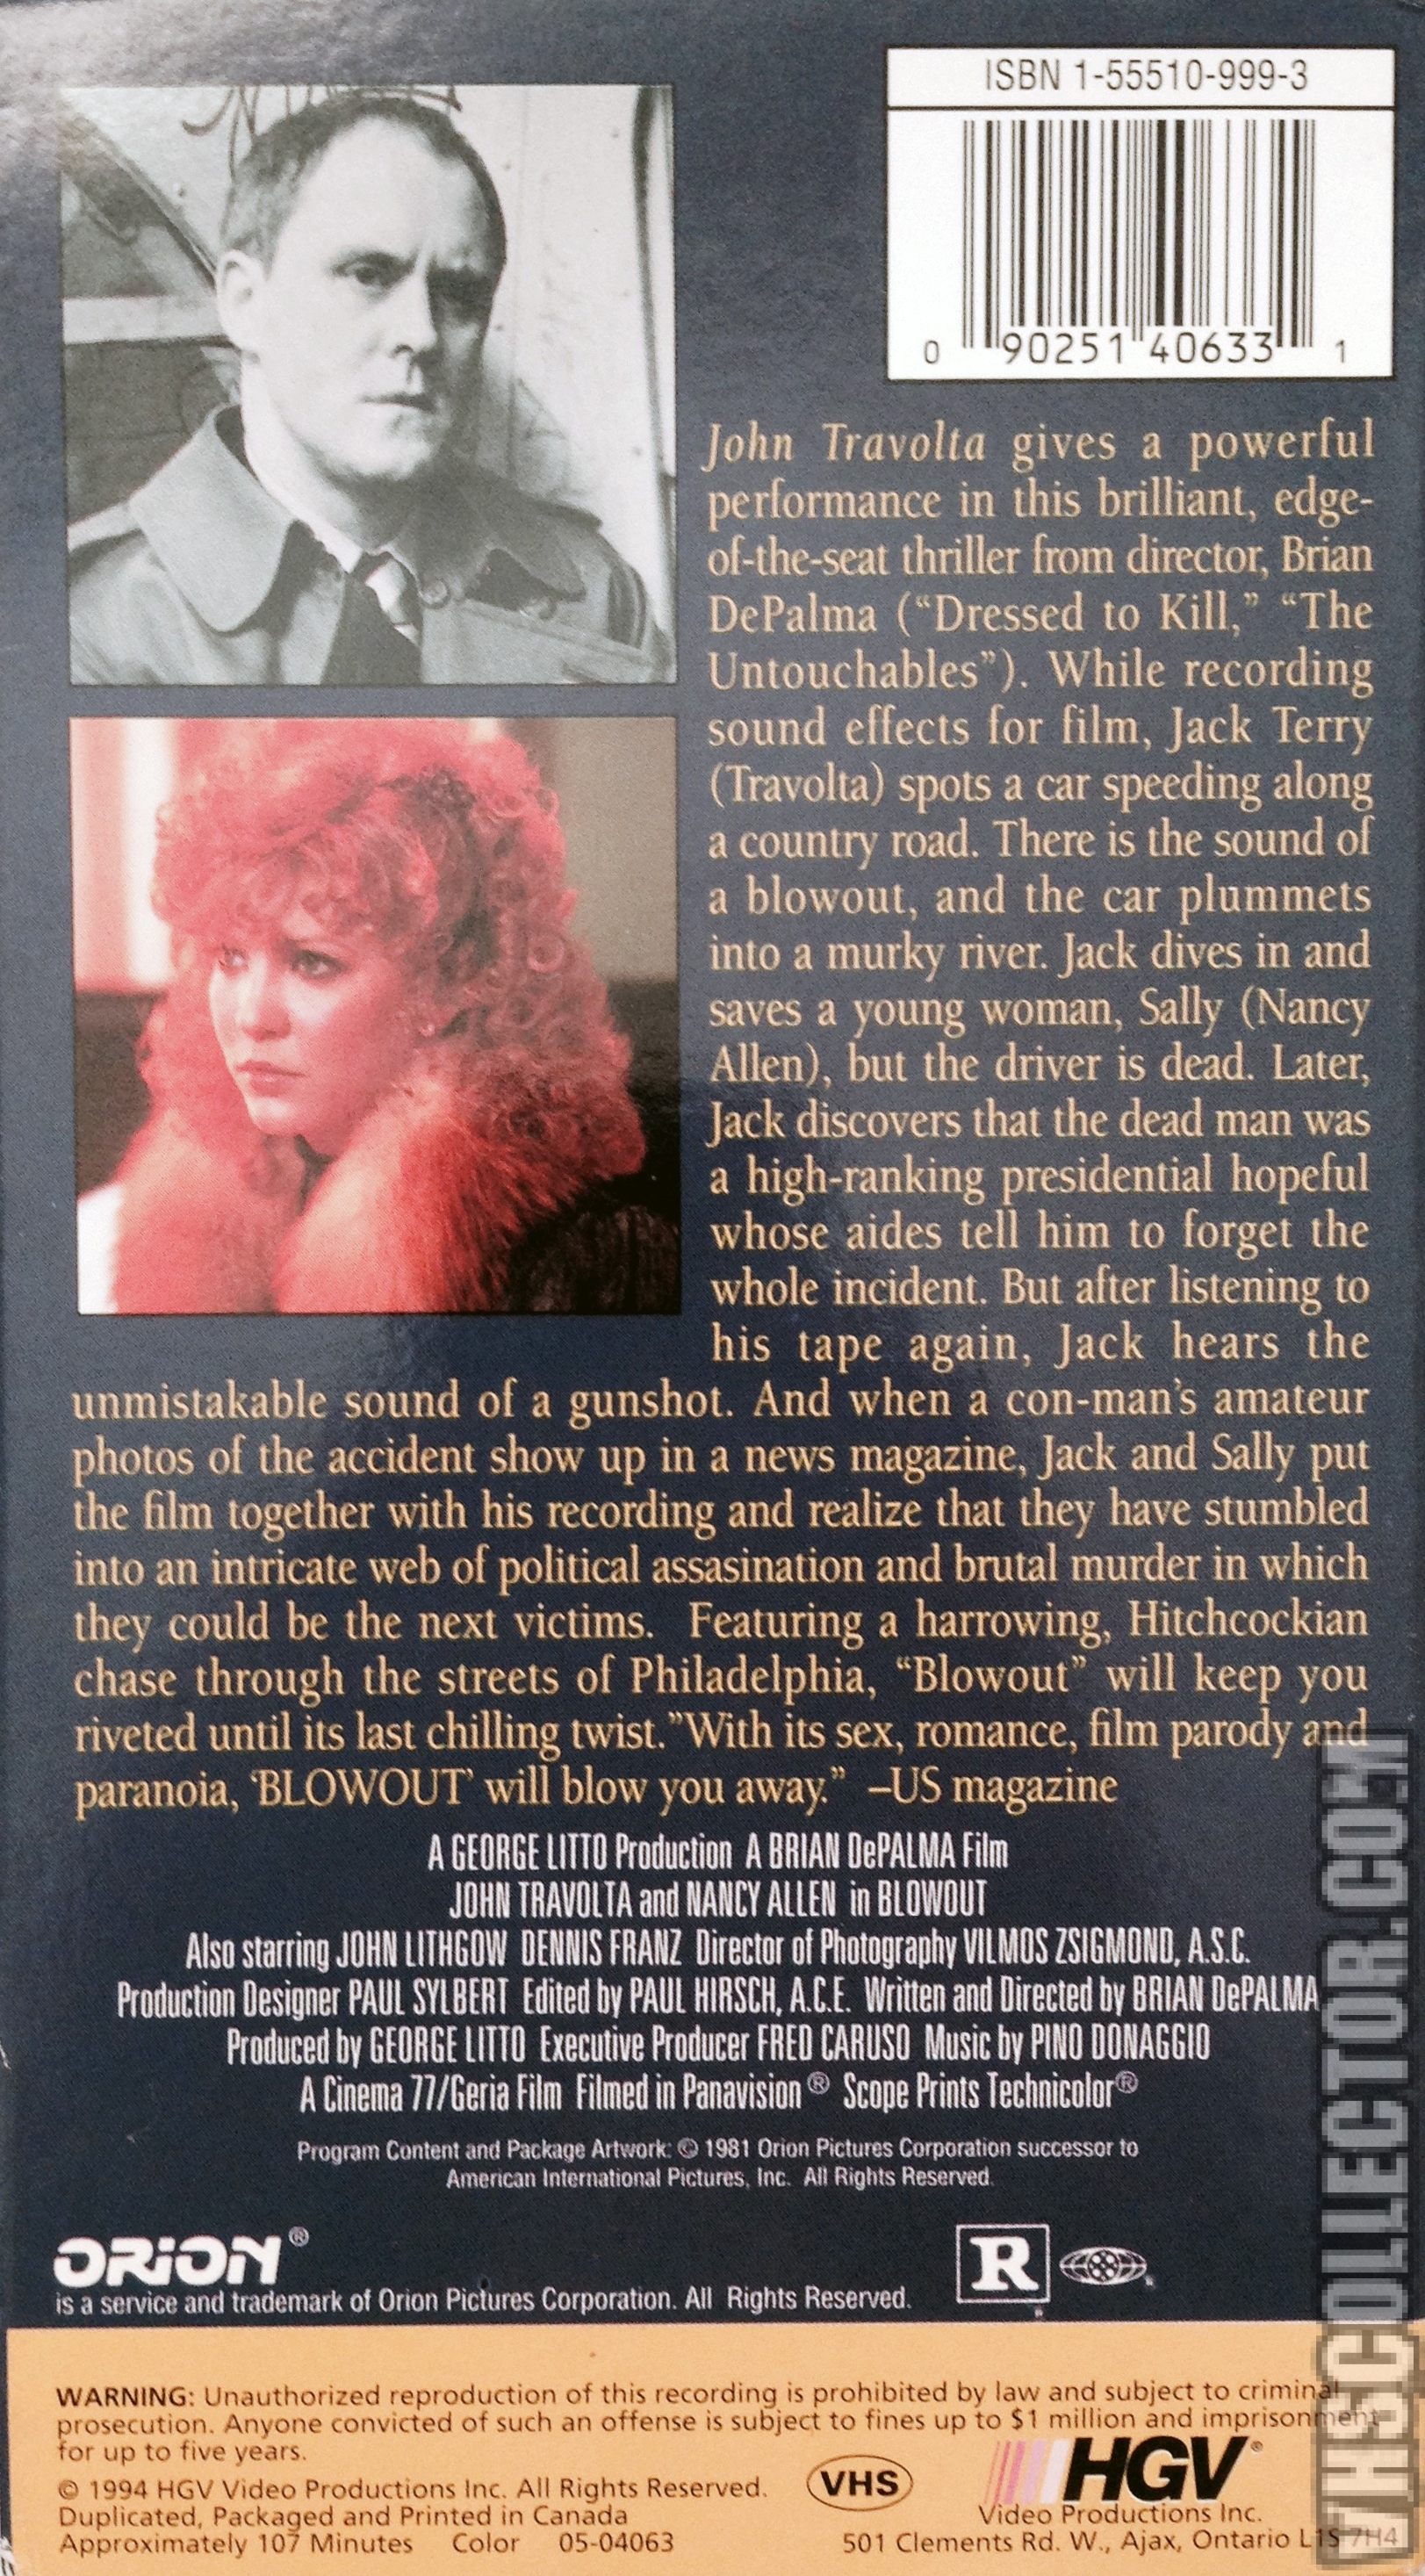 ISBN 1-55510-999-3
0 90251 40633 1
John Travolta gives a powerful
performance in this brilliant, edge-
of-the-seat thriller from director, Brian
DePalma (“Dressed to Kill,” “The
Untouchables”). While recording
sound effects for film, Jack Terry
(Travolta) spots a car speeding along
a country road. There is the sound of
a blowout, and the car plummets
into a murky river. Jack dives in and
saves a young woman, Sally (Nancy
Allen), but the driver is dead. Later,
Jack discovers that the dead man was
a high-ranking presidential hopeful
whose aides tell him to forget the
whole incident. But after listening to
his tape again, Jack hears the
unmistakable sound of a gunshot. And when a con-man’s amateur
photos of the accident show up in a news magazine, Jack and Sally put
the film together with his recording and realize that they have stumbled
into an intricate web of political assasination and brutal murder in which
they could be the next victims. Featuring a harrowing, Hitchcockian
chase through the streets of Philadelphia, “Blowout” will keep you
riveted until its last chilling twist.”With its sex, romance, film parody and
paranoia, ‘BLOWOUT’ will blow you away.” –US magazine
A GEORGE LITTO Production A BRIAN DePALMA Film
JOHN TRAVOLTA and NANCY ALLEN in BLOWOUT
Also starring JOHN LITHGOW DENNIS FRANZ Director of Photography VILMOS ZSIGMOND, A.S.C.
Production Designer PAUL SYLBERT Edited by PAUL HIRSCH, A.C.E. Written and Directed by BRIAN DePALMA
Produced by GEORGE LITTO Executive Producer FRED CARUSO Music by PINO DONAGGIO
A Cinema 77/Geria Film Filmed in Panavision® Scope Prints Technicolor®
Program Content and Package Artwork: © 1981 Orion Pictures Corporation successor to
American International Pictures, Inc. All Rights Reserved.
ORION®
is a service and trademark of Orion Pictures Corporation. All Rights Reserved.
R
WARNING: Unauthorized reproduction of this recording is prohibited by law and subject to criminal
prosecution. Anyone convicted of such an offense is subject to fines up to $1 million and imprisonment
for up to five years.
© 1994 HGV Video Productions Inc. All Rights Reserved.
Duplicated, Packaged and Printed in Canada
Approximately 107 Minutes Color 05-04063
VHS
HGV®
Video Productions Inc.
501 Clements Rd. W., Ajax, Ontario L1S 7H4
VHSCOLLECTOR.COM